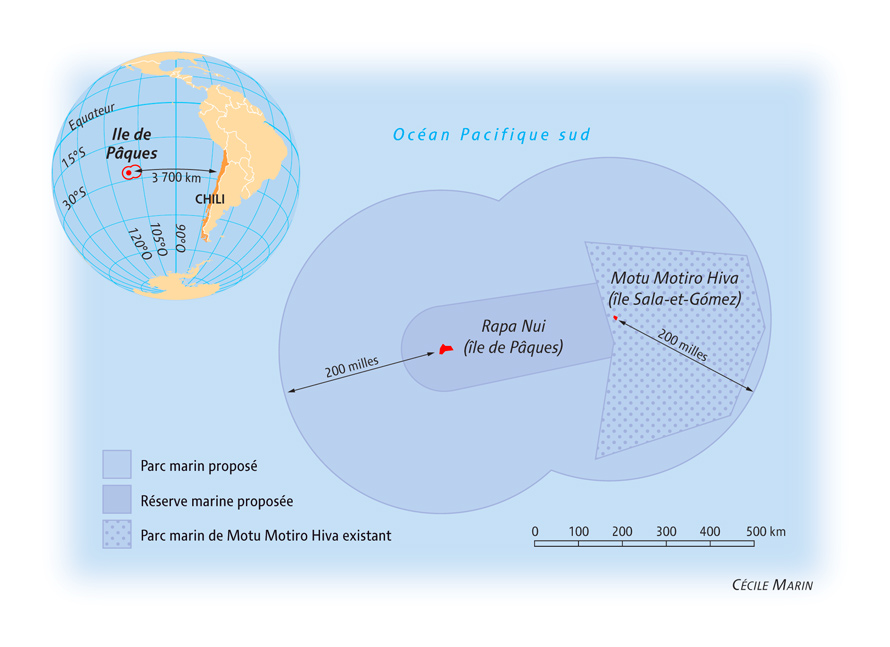 Equateur
Ile de
Pâques
15°S
30°S
3 700 km
CHILI
120°O
105°O
90°O
Océan Pacifique sud
Motu Motiro Hiva
(île Sala-et-Gómez)
200 milles
Rapa Nui
(île de Pâques)
200 milles
Parc marin proposé
Réserve marine proposée
Parc marin de Motu Motiro Hiva existant
0 100 200 300 400 500 km
CÉCILE MARIN